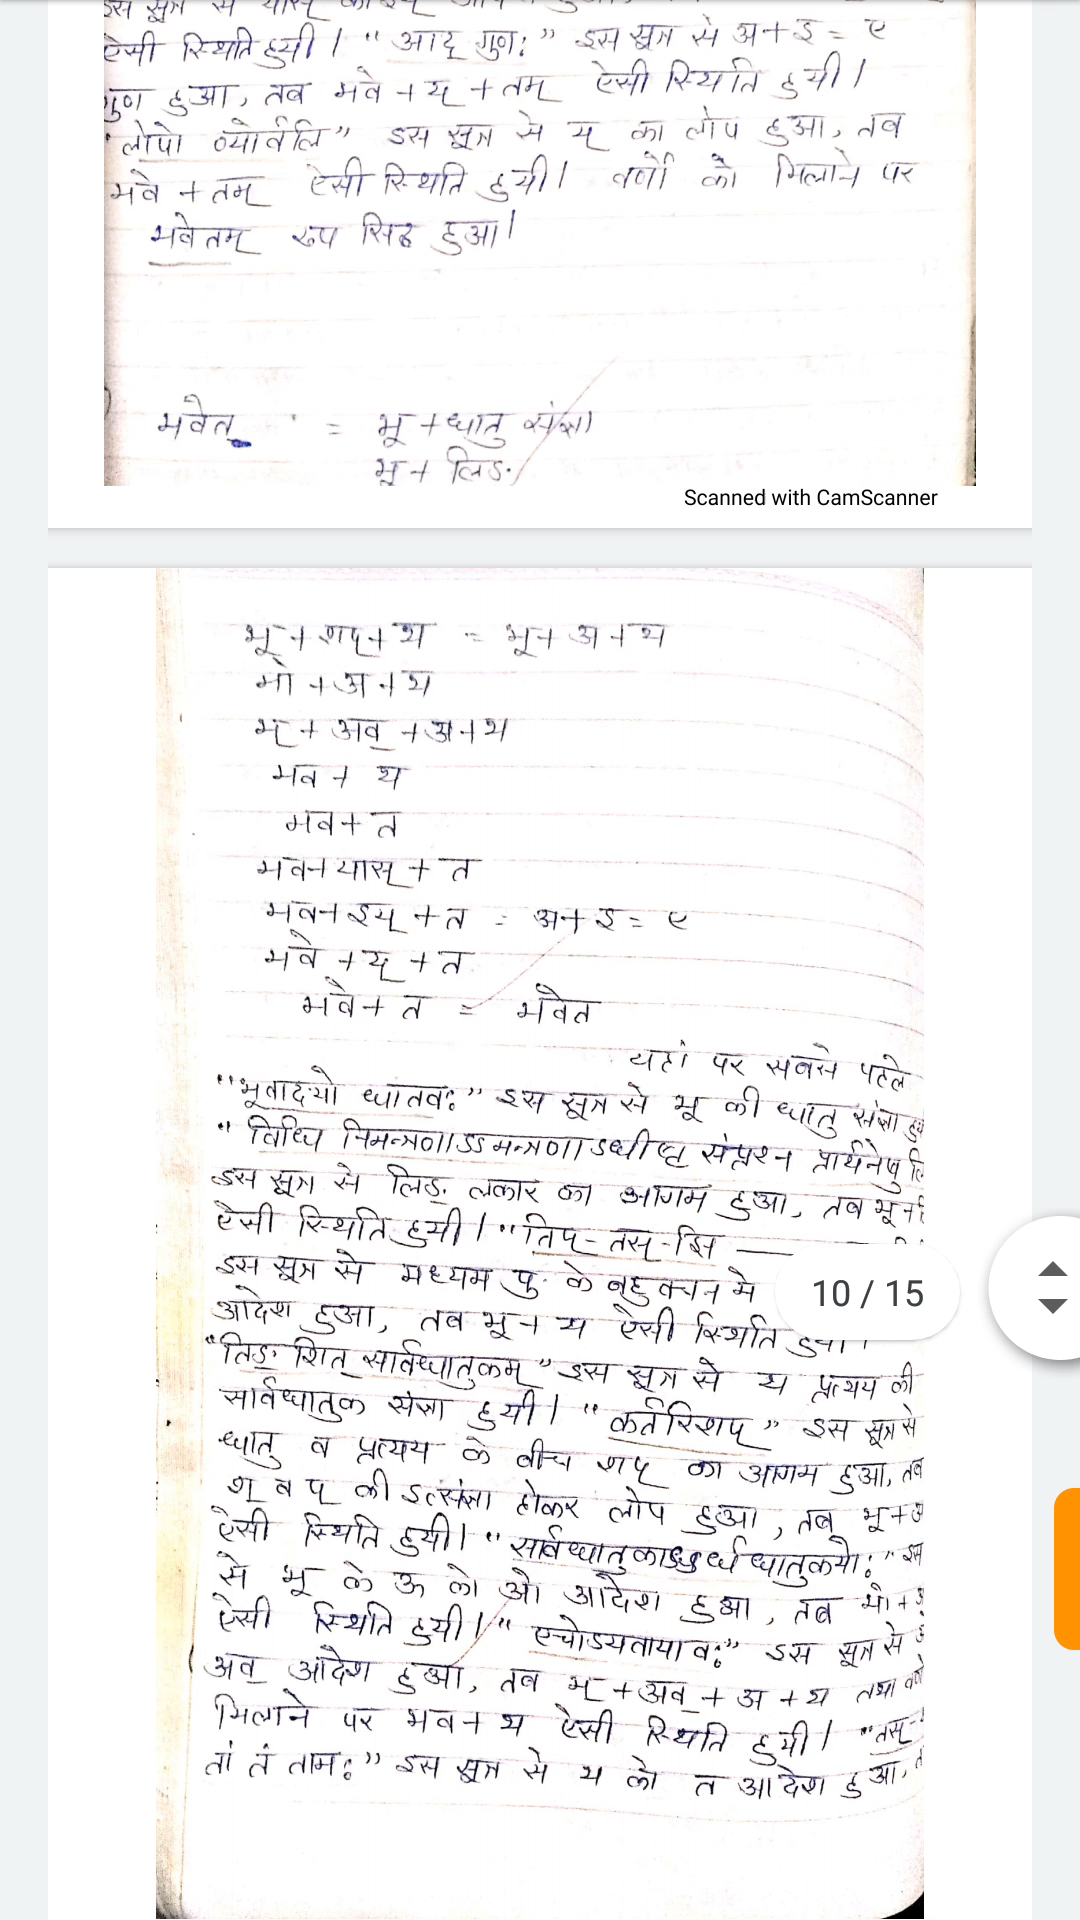 ऐसी स्थिति हुयी। "आद् गुणः" इस सूत्र से अ+इ = ए
गुण हुआ, तब भवे + य् + तम् ऐसी स्थिति हुयी।
"लोपो व्योर्वलि" इस सूत्र से य् का लोप हुआ, तब
भवे + तम् ऐसी स्थिति हुयी। वर्णों को मिलाने पर
भवेतम् रूप सिद्ध हुआ।
भवेत = भू + धातु संज्ञा
भू + लिङ्
Scanned with CamScanner
भू + शप् + थ = भू + अ + थ
भो + अ + थ
भ् + अव् + अ + थ
भव + थ
भव + त
भव + यास् + त
भव + इय् + त = अ + इ = ए
भवे + य् + त
भवे + त = भवेत
यहां पर सबसे पहले
"भूवादयो धातवः" इस सूत्र से भू की धातु संज्ञा
"विधि निमन्त्रणाऽऽमन्त्रणाऽधीष्ट संप्रश्न प्रार्थनेषु
इस सूत्र से लिङ् लकार का आगम हुआ, तब भू +
ऐसी स्थिति हुयी। "तिप् - तस् - झि —
इस सूत्र से मध्यम पु. के बहुवचन मे
10 / 15
आदेश हुआ, तब भू + थ ऐसी स्थिति हुयी।
"तिङ् शित् सार्वधातुकम्" इस सूत्र से थ प्रत्यय की
सार्वधातुक संज्ञा हुयी। "कर्तरिशप्" इस सूत्र से
धातु व प्रत्यय के बीच शप् का आगम हुआ, तब
श् व प् की इत्संज्ञा होकर लोप हुआ, तब भू + अ
ऐसी स्थिति हुयी। "सार्वधातुकाऽऽर्धधातुकयोः" इस
से भू के ऊ को ओ आदेश हुआ, तब भो + अ
ऐसी स्थिति हुयी। "एचोऽयवायावः" इस सूत्र से
अव् आदेश हुआ, तब भ् + अव् + अ + थ तथा वर्ण
मिलाने पर भव + थ ऐसी स्थिति हुयी। "तस् -
तां तं तामः" इस सूत्र से थ को त आदेश हुआ,